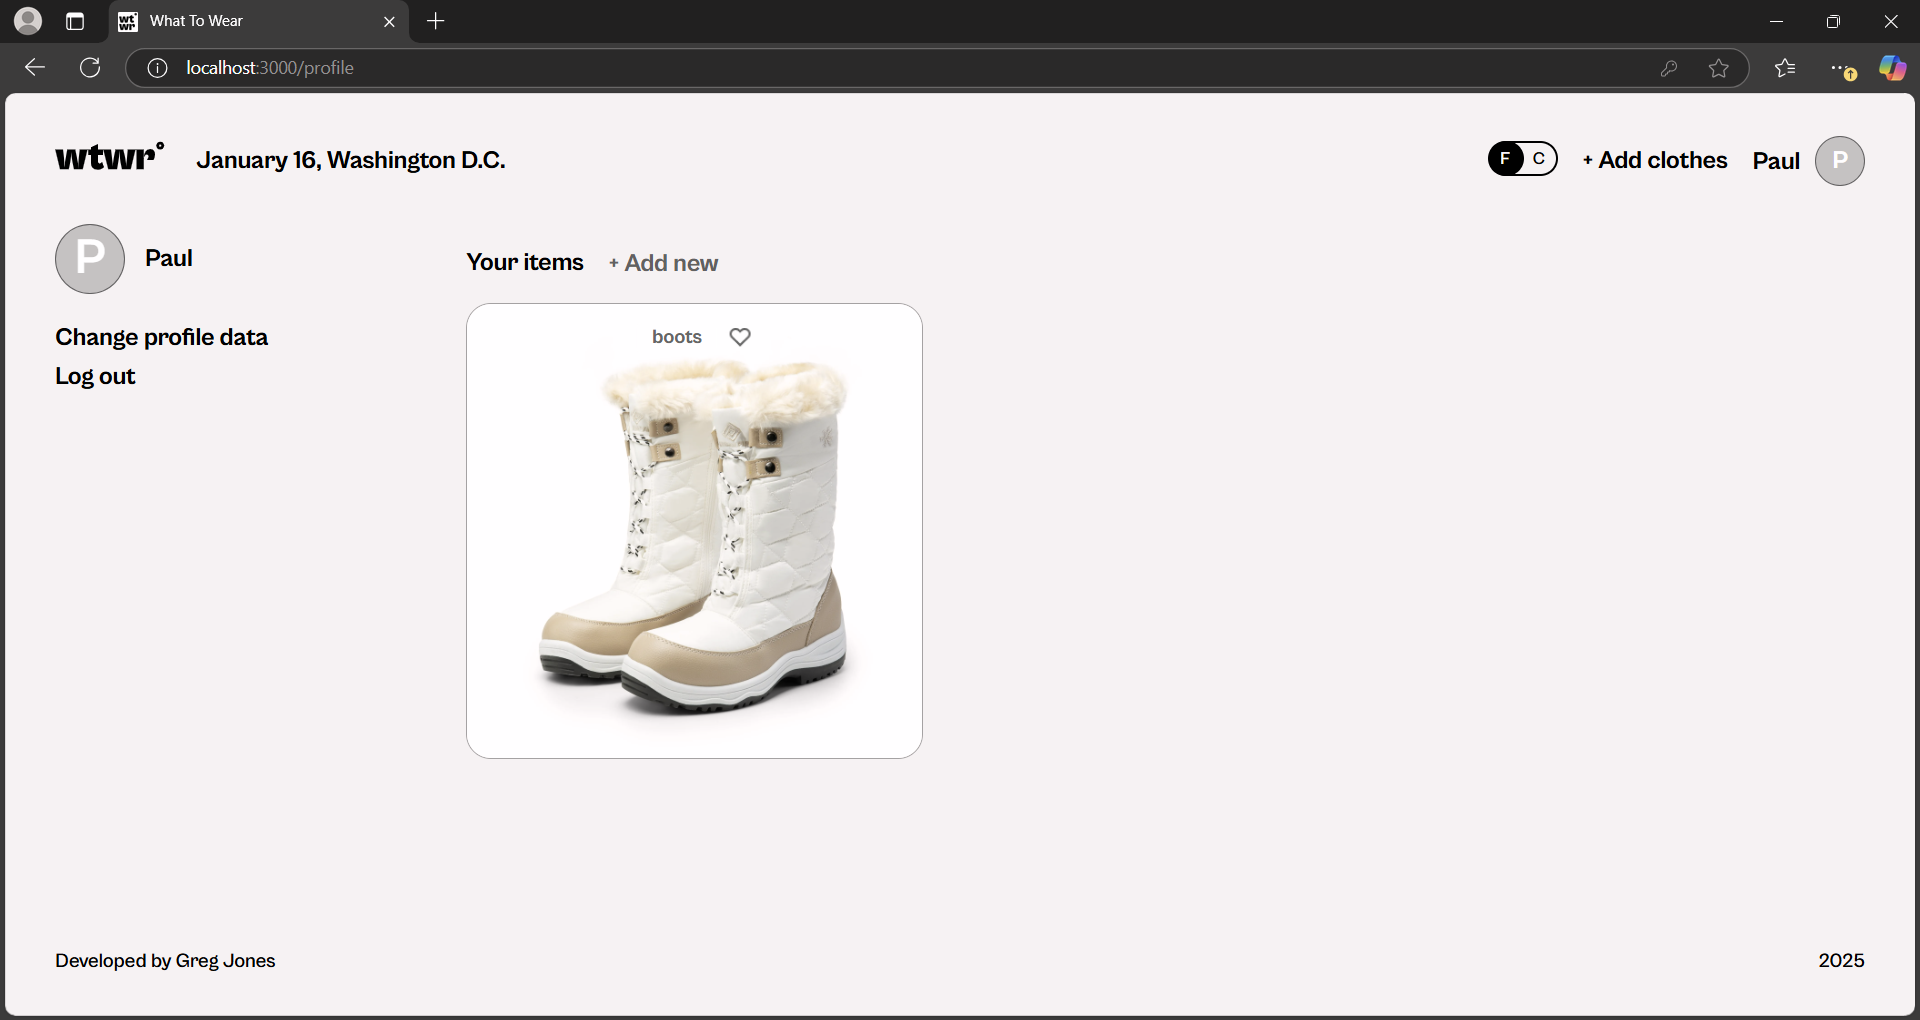 What To Wear
localhost:3000/profile
wtwr°
January 16, Washington D.C.
F C
+ Add clothes
Paul
P
P
Paul
Change profile data
Log out
Your items
+ Add new
boots
Developed by Greg Jones
2025